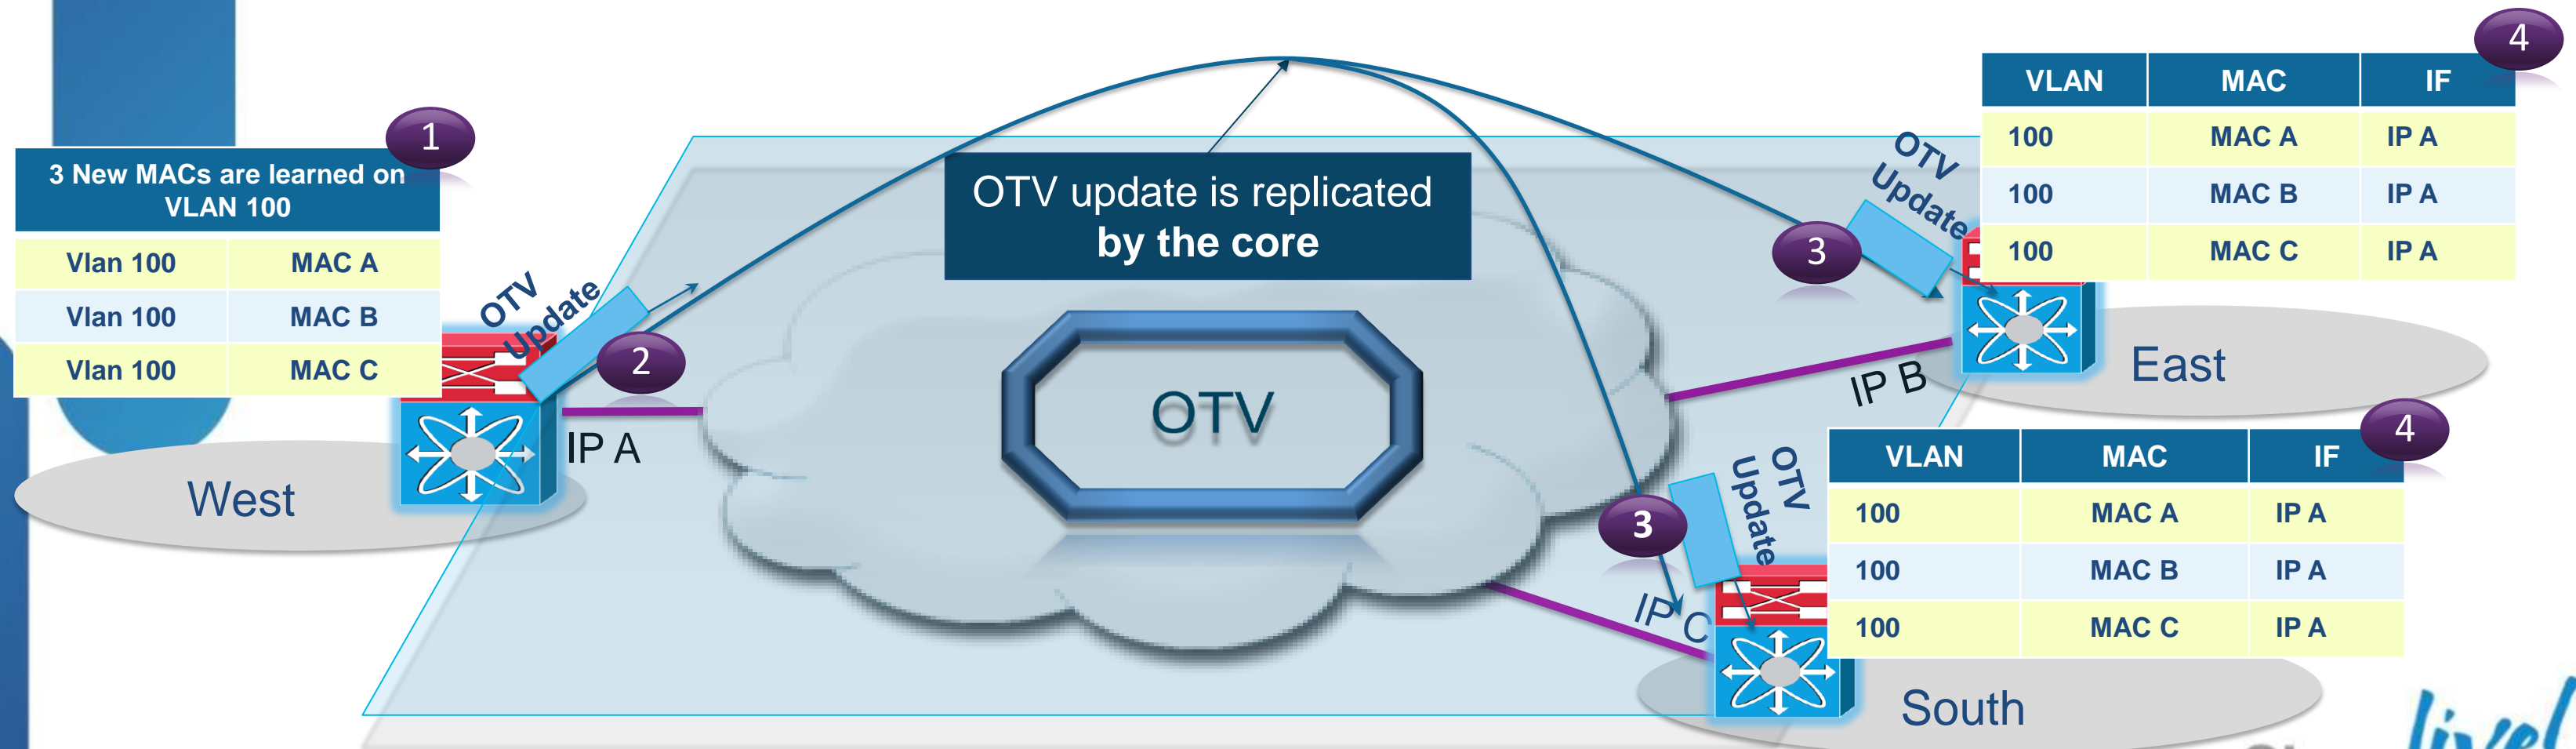 1
3 New MACs are learned on
VLAN 100
Vlan 100 MAC A
Vlan 100 MAC B
Vlan 100 MAC C
OTV
Update
2
IP A
West
OTV update is replicated
by the core
OTV
OTV
Update
3
4
VLAN MAC IF
100 MAC A IP A
100 MAC B IP A
100 MAC C IP A
IP B
East
OTV
Update
3
IP C
4
VLAN MAC IF
100 MAC A IP A
100 MAC B IP A
100 MAC C IP A
South
live!